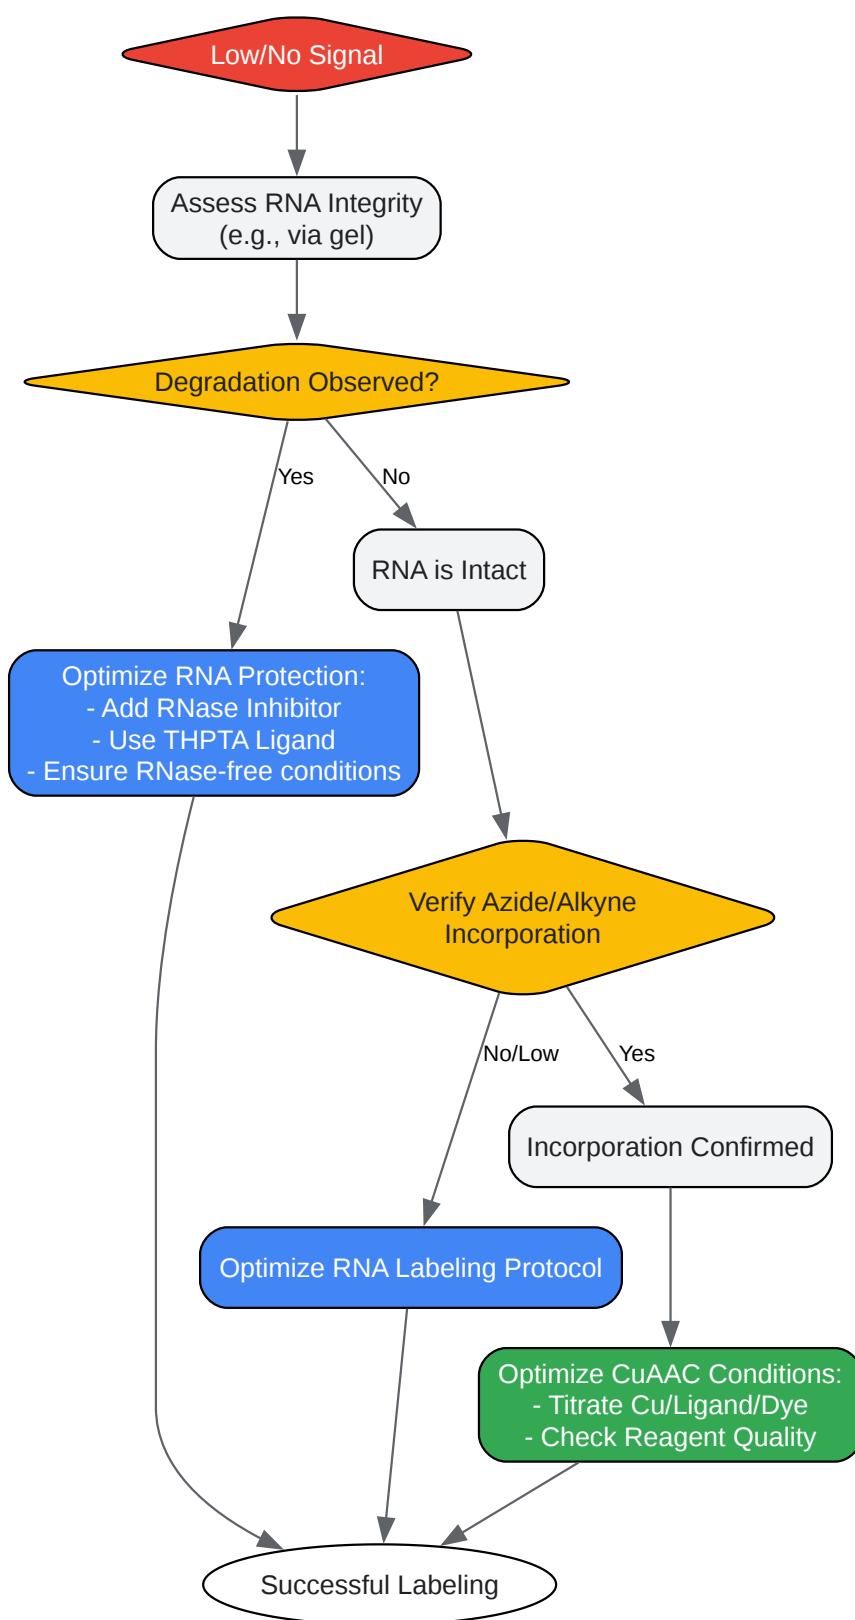 Low/No Signal
Assess RNA Integrity
(e.g., via gel)
Degradation Observed?
Yes
No
RNA is Intact
Optimize RNA Protection:
- Add RNase Inhibitor
- Use THPTA Ligand
- Ensure RNase-free conditions
Verify Azide/Alkyne
Incorporation
No/Low
Yes
Incorporation Confirmed
Optimize RNA Labeling Protocol
Optimize CuAAC Conditions:
- Titrate Cu/Ligand/Dye
- Check Reagent Quality
Successful Labeling